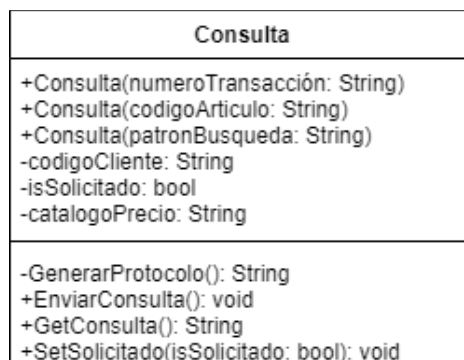 Consulta
+Consulta(numeroTransacción: String)
+Consulta(codigoArticulo: String)
+Consulta(patronBusqueda: String)
-codigoCliente: String
-isSolicitado: bool
-catalogoPrecio: String
-GenerarProtocolo(): String
+EnviarConsulta(): void
+GetConsulta(): String
+SetSolicitado(isSolicitado: bool): void